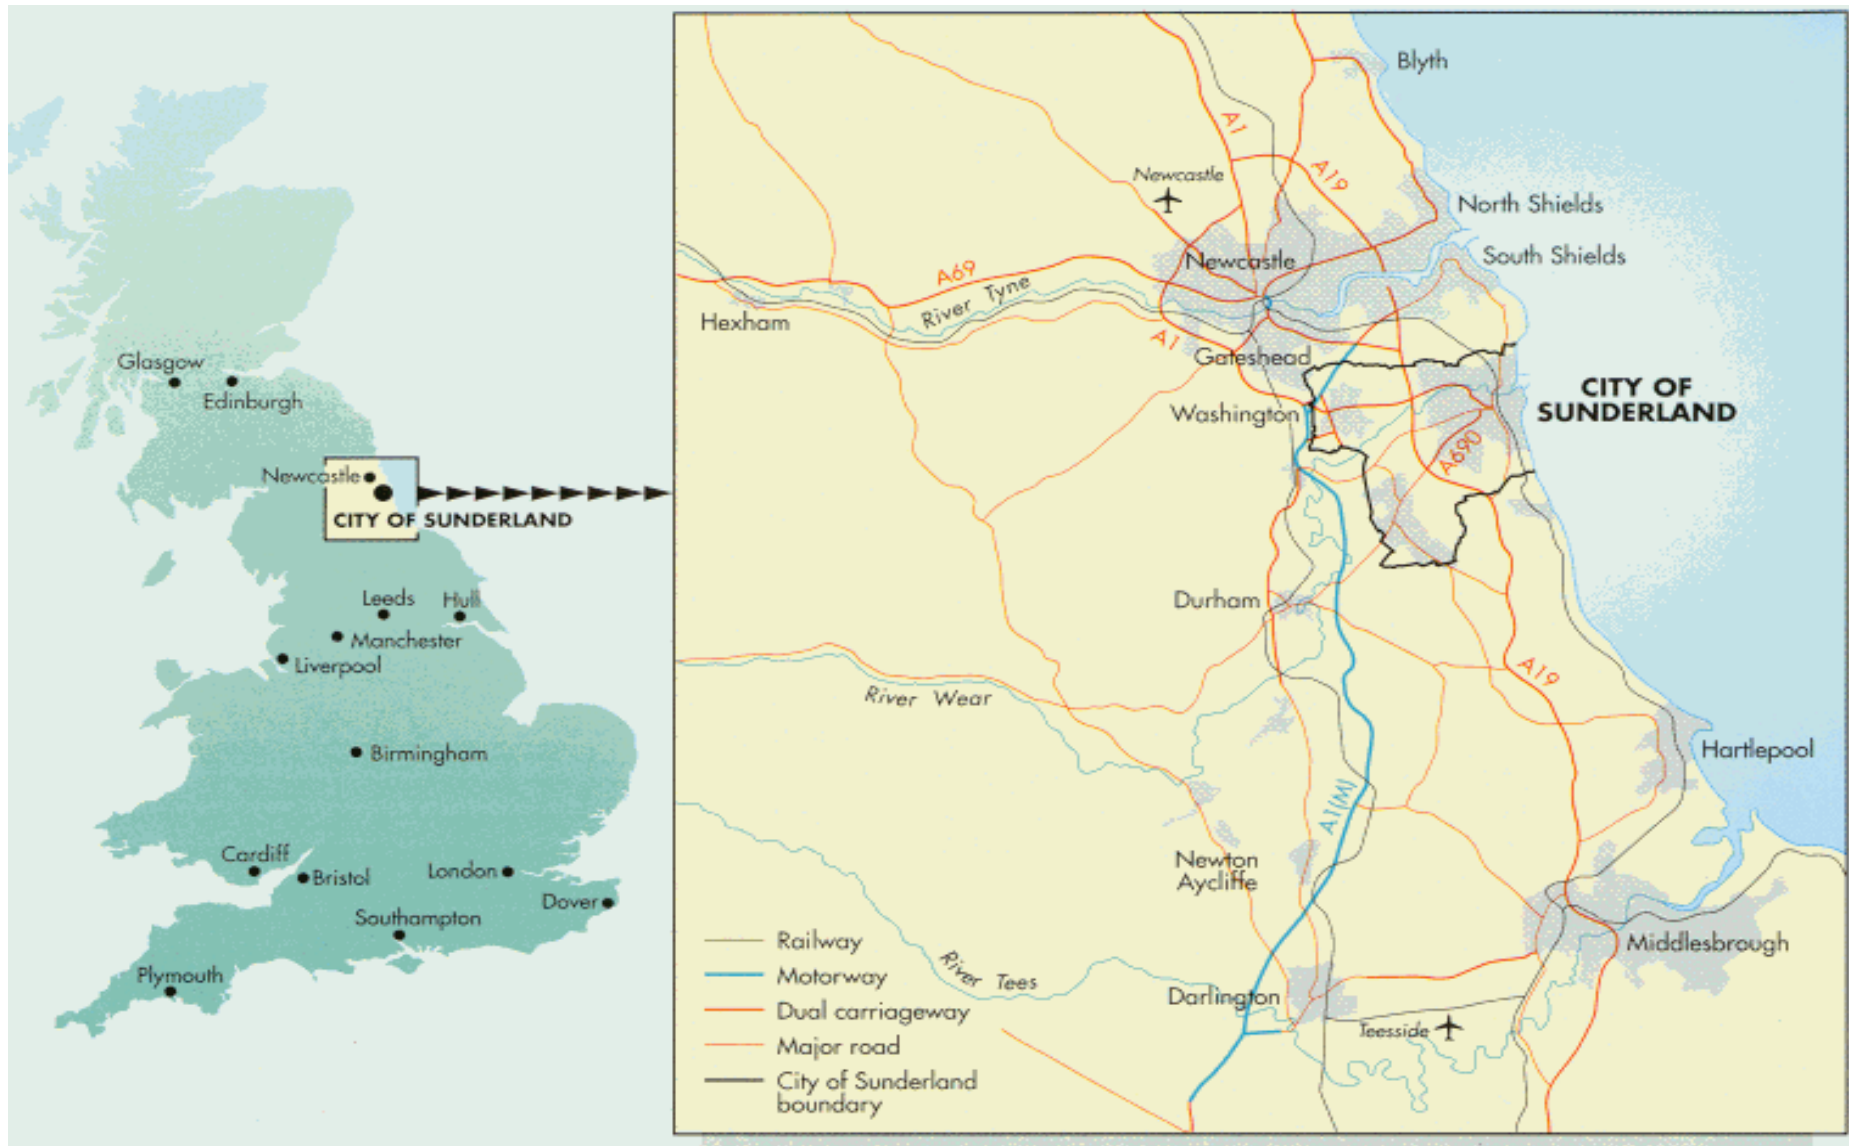 Glasgow
Edinburgh
Newcastle
CITY OF SUNDERLAND
Leeds
Hull
Manchester
Liverpool
Birmingham
Cardiff
Bristol
London
Dover
Southampton
Plymouth
Blyth
A1
A19
Newcastle
North Shields
South Shields
Newcastle
A69
River Tyne
Hexham
A1
Gateshead
CITY OF
SUNDERLAND
Washington
A690
Durham
A19
River Wear
Hartlepool
A1(M)
Newton
Aycliffe
Middlesbrough
River Tees
Darlington
Teesside
Railway
Motorway
Dual carriageway
Major road
City of Sunderland
boundary